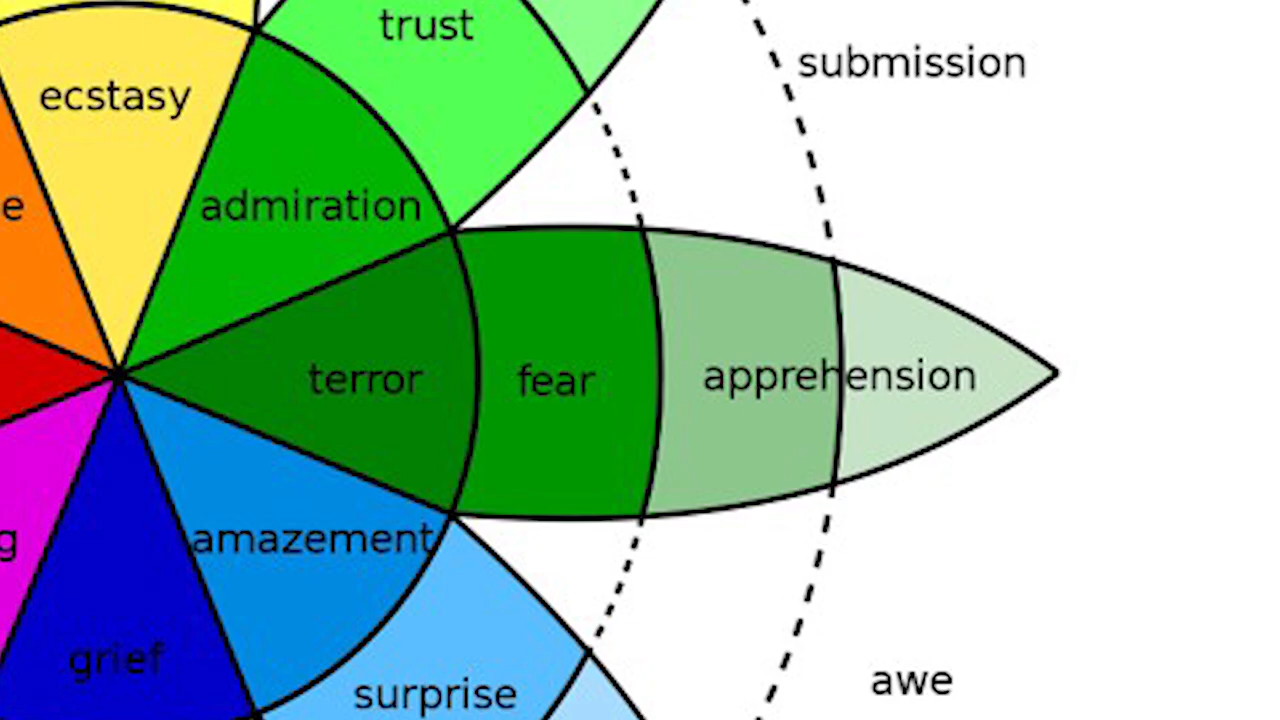 trust
submission
ecstasy
e
admiration
terror
fear
apprehension
g
amazement
grief
surprise
awe